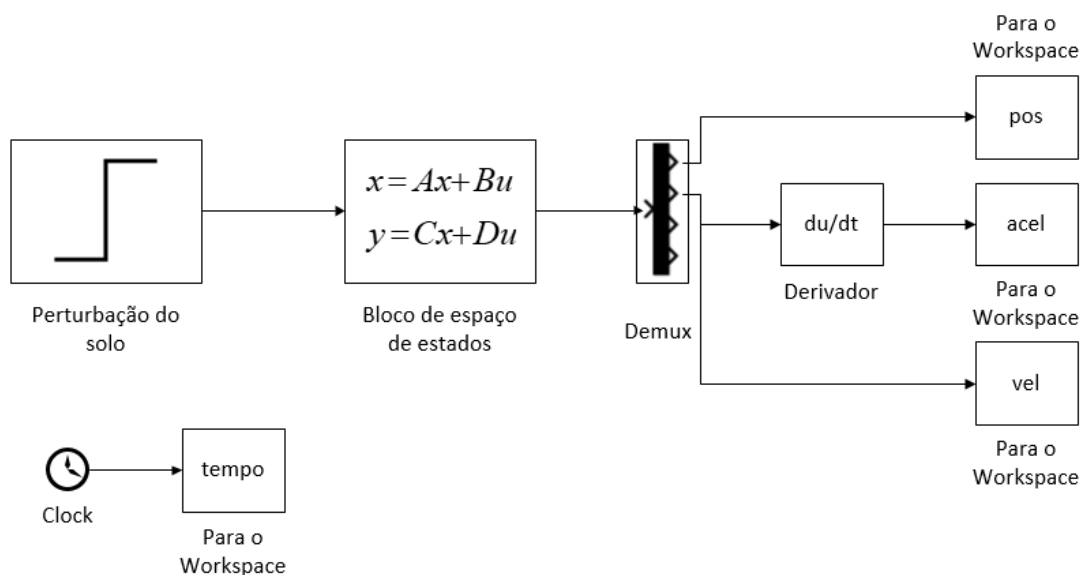 Para o
Workspace
pos
x=Ax+Bu
y=Cx+Du
du/dt
acel
Perturbação do
solo
Bloco de espaço
de estados
Demux
Derivador
Para o
Workspace
vel
Para o
Workspace
tempo
Clock
Para o
Workspace